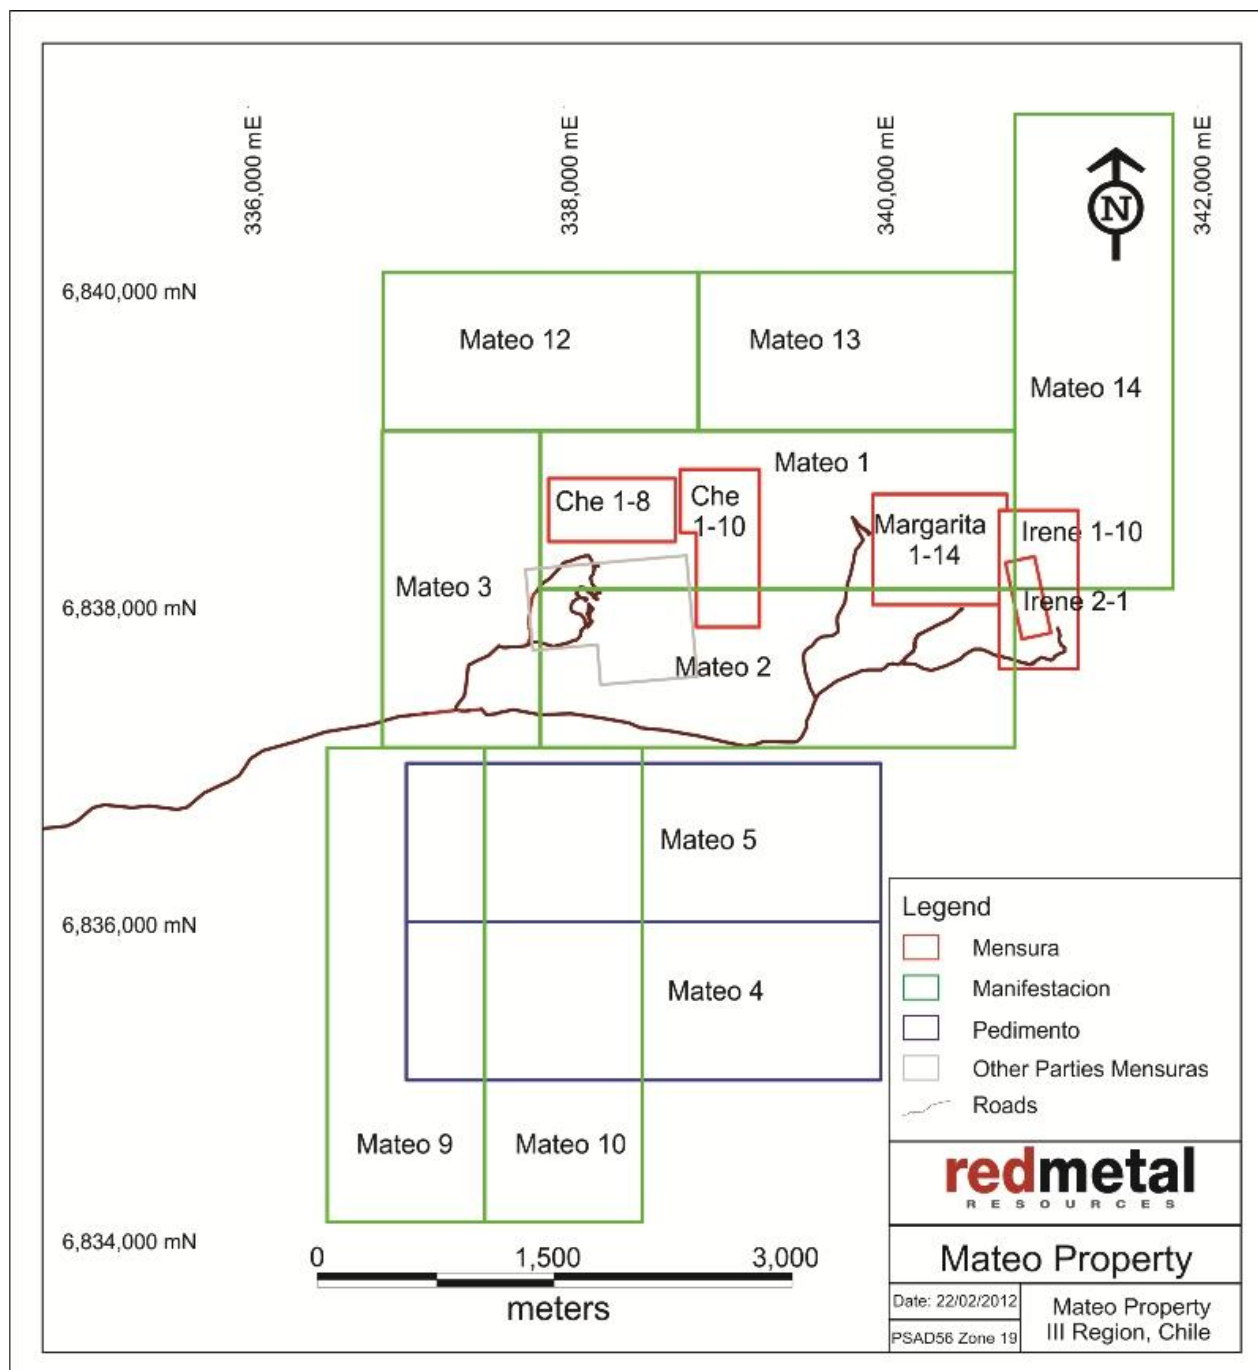 336,000 mE
338,000 mE
340,000 mE
342,000 mE
N
6,840,000 mN
Mateo 12
Mateo 13
Mateo 14
Mateo 1
Che 1-8
Che
1-10
Margarita
1-14
Irene 1-10
Mateo 3
6,838,000 mN
Irene 2-1
Mateo 2
Mateo 5
6,836,000 mN
Mateo 4
Mateo 9
Mateo 10
6,834,000 mN
0 1,500 3,000
meters
Legend
Mensura
Manifestacion
Pedimento
Other Parties Mensuras
Roads
redmetal
RESOURCES
Mateo Property
Date: 22/02/2012
PSAD56 Zone 19
Mateo Property
III Region, Chile